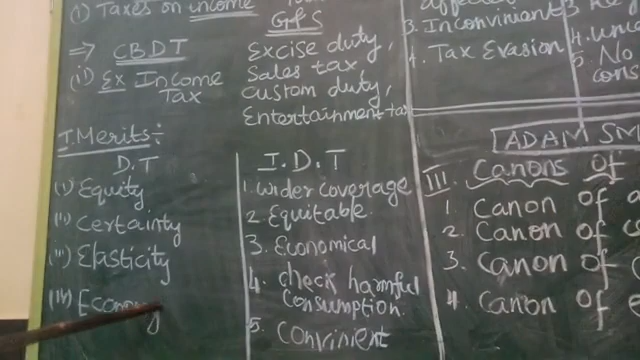 (i) Taxes on income
G&S
⇒ CBDT
(ii) Ex Income
Tax
Excise duty,
Sales tax,
custom duty,
Entertainment tax
3. Inconvinient
4. Tax Evasion
5. No
I. Merits:
D.T
(i) Equity
(ii) Certainty
(iii) Elasticity
(iv) Economy
I.D.T
1. wider coverage
2. Equitable.
3. Economical
4. check harmful
consumption.
5. convinient
ADAM
III. Canons of
1 Canon of
2. Canon of
3. Canon of
4. Canon of